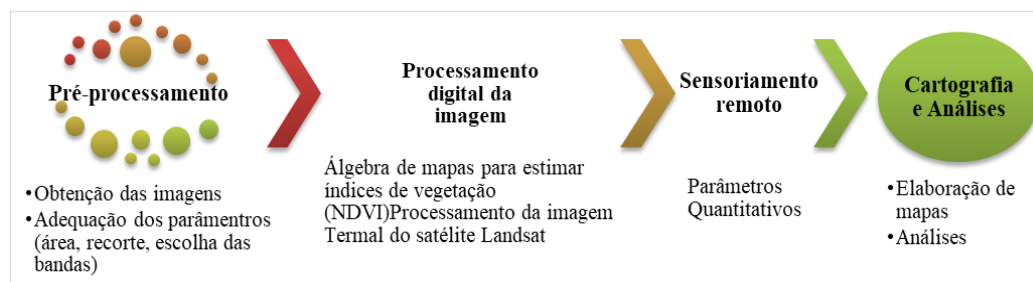 Pré-processamento
•Obtenção das imagens
•Adequação dos parâmentros
(área, recorte, escolha das
bandas)
Processamento
digital da
imagem
Álgebra de mapas para estimar
índices de vegetação
(NDVI)Processamento da imagem
Termal do satélite Landsat
Sensoriamento
remoto
Parâmetros
Quantitativos
Cartografia
e Análises
•Elaboração de
mapas
•Análises